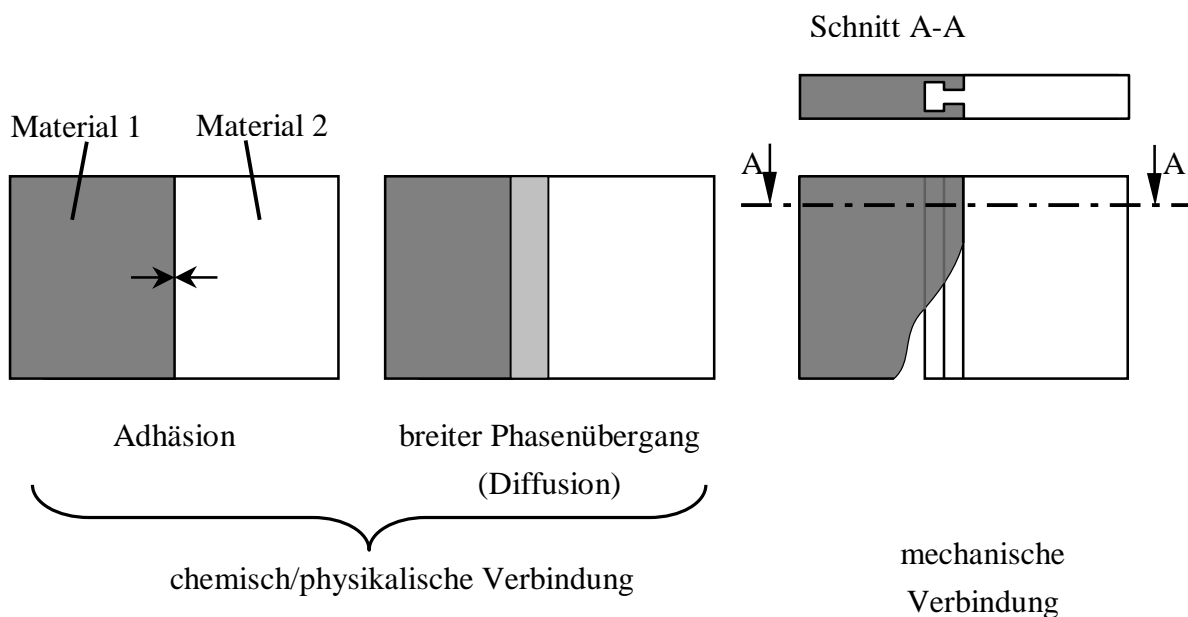 Schnitt A-A
Material 1
Material 2
A
A
Adhäsion
breiter Phasenübergang
(Diffusion)
chemisch/physikalische Verbindung
mechanische
Verbindung